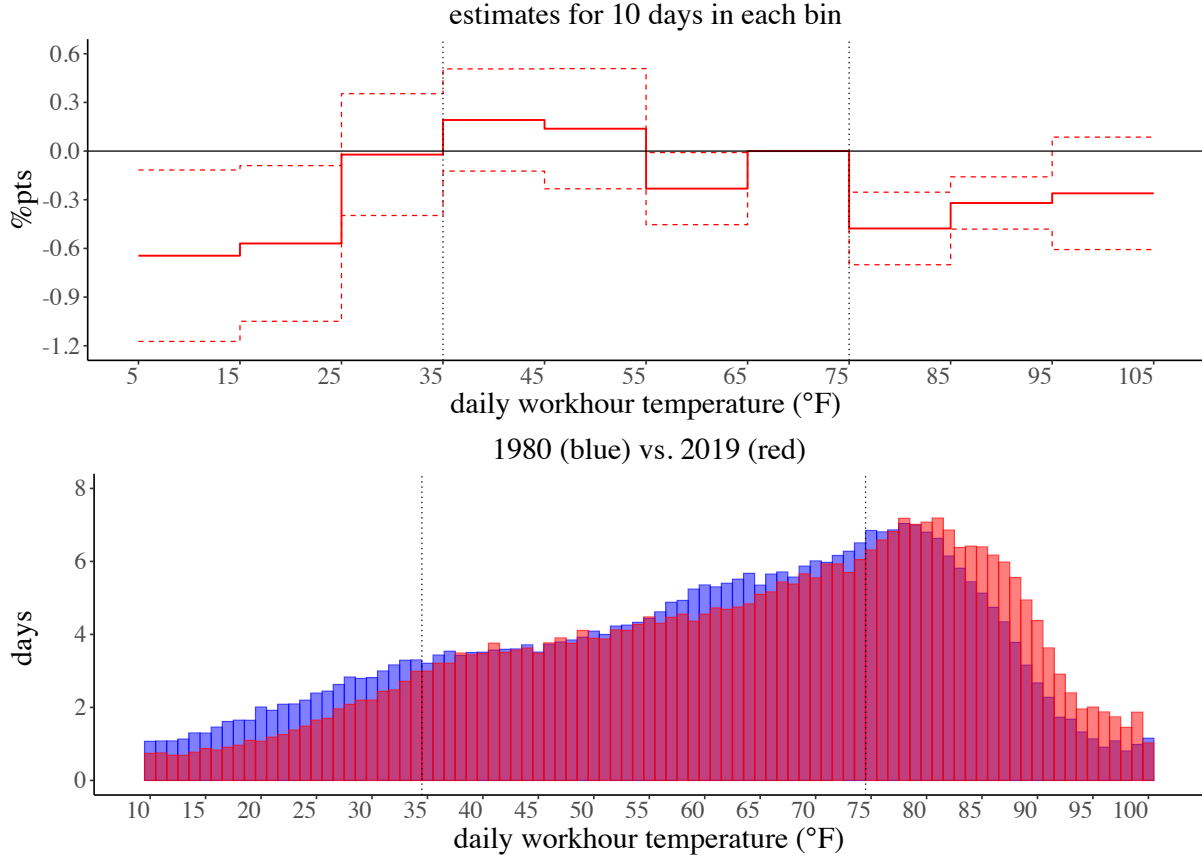 estimates for 10 days in each bin
%pts
0.6
0.3
0.0
-0.3
-0.6
-0.9
-1.2
5 15 25 35 45 55 65 75 85 95 105
daily workhour temperature (°F)
1980 (blue) vs. 2019 (red)
days
8
6
4
2
0
10 15 20 25 30 35 40 45 50 55 60 65 70 75 80 85 90 95 100
daily workhour temperature (°F)